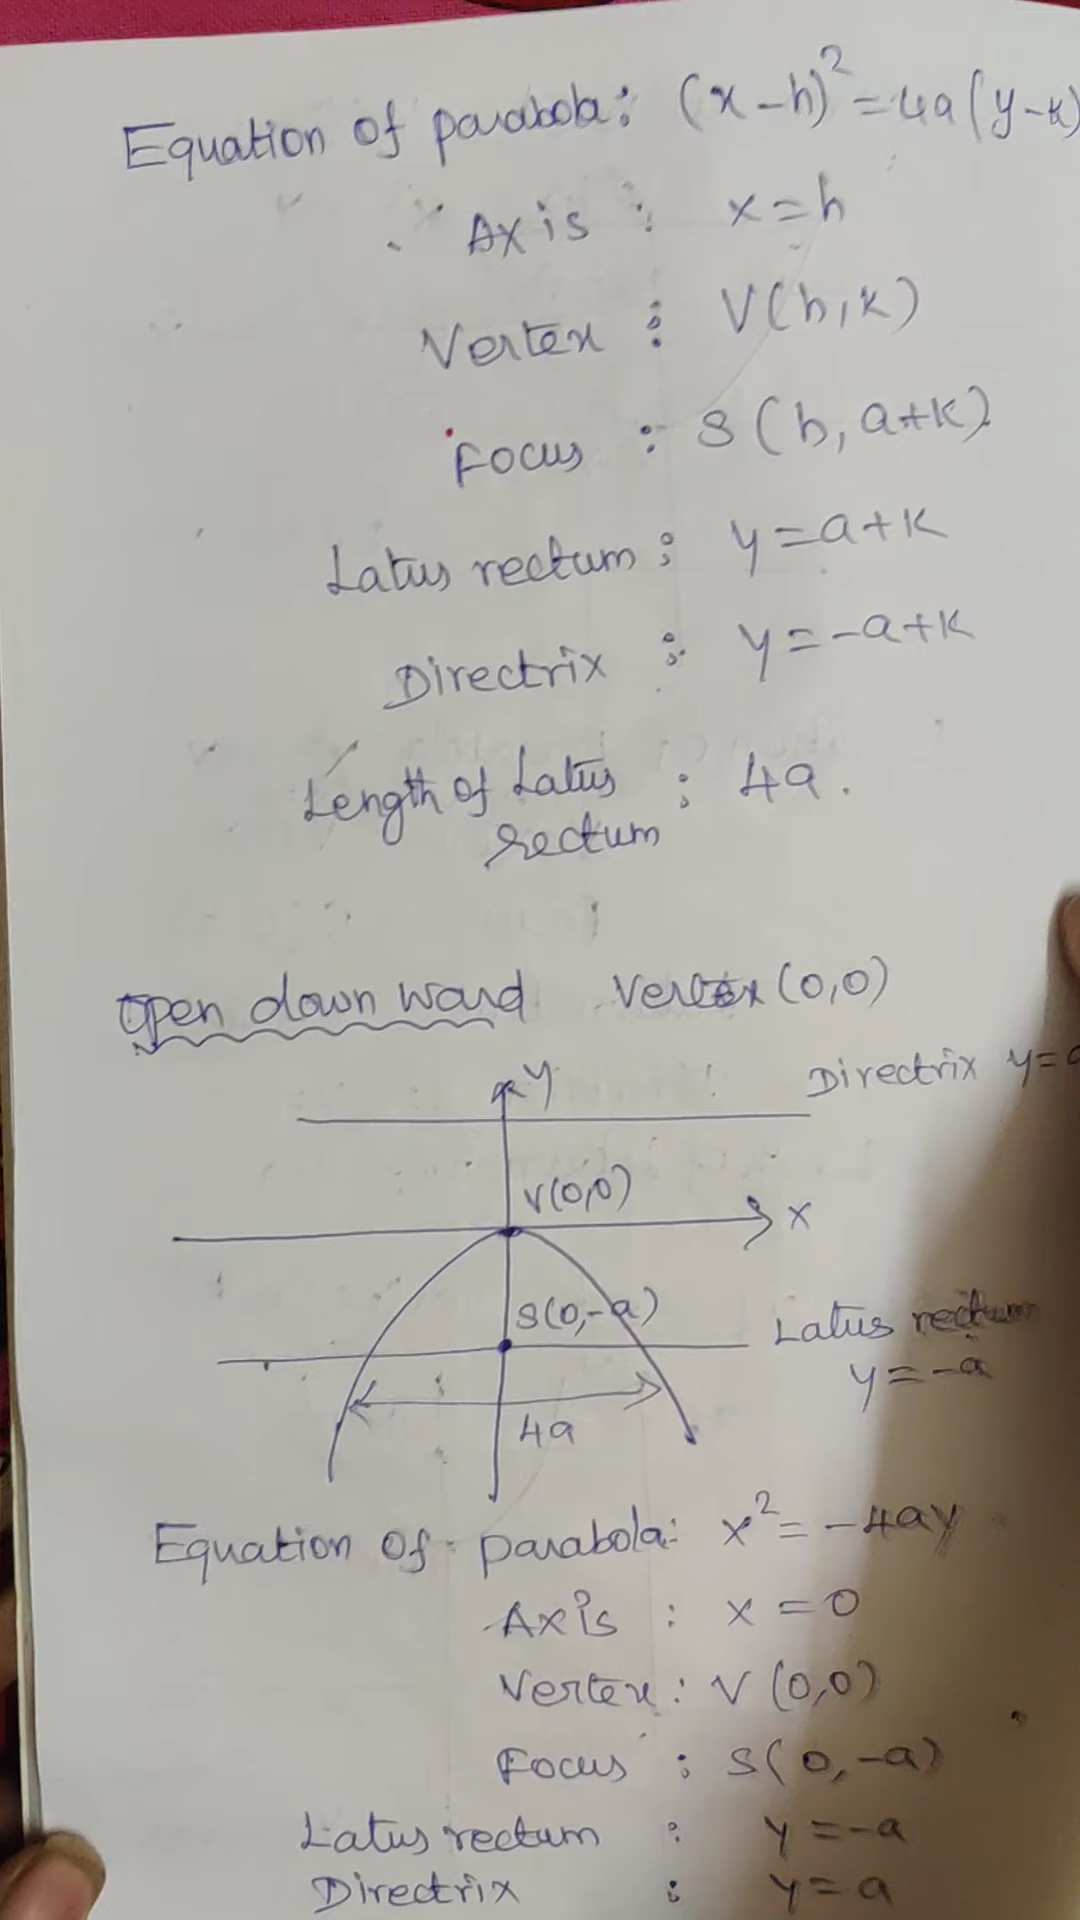 Equation of parabola: (x-h)² = 4a(y-k)
Axis : x=h
Vertex : V(h,k)
Focus : S(h, a+k)
Latus rectum : y=a+k
Directrix : y=-a+k
Length of Latus rectum : 4a.
Open down ward Vertex (0,0)
Directrix y=a
y
V(0,0)
x
S(0,-a)
Latus rectum
y=-a
4a
Equation of parabola: x²=-4ay
Axis : x=0
Vertex : V(0,0)
Focus : S(0,-a)
Latus rectum : y=-a
Directrix : y=a